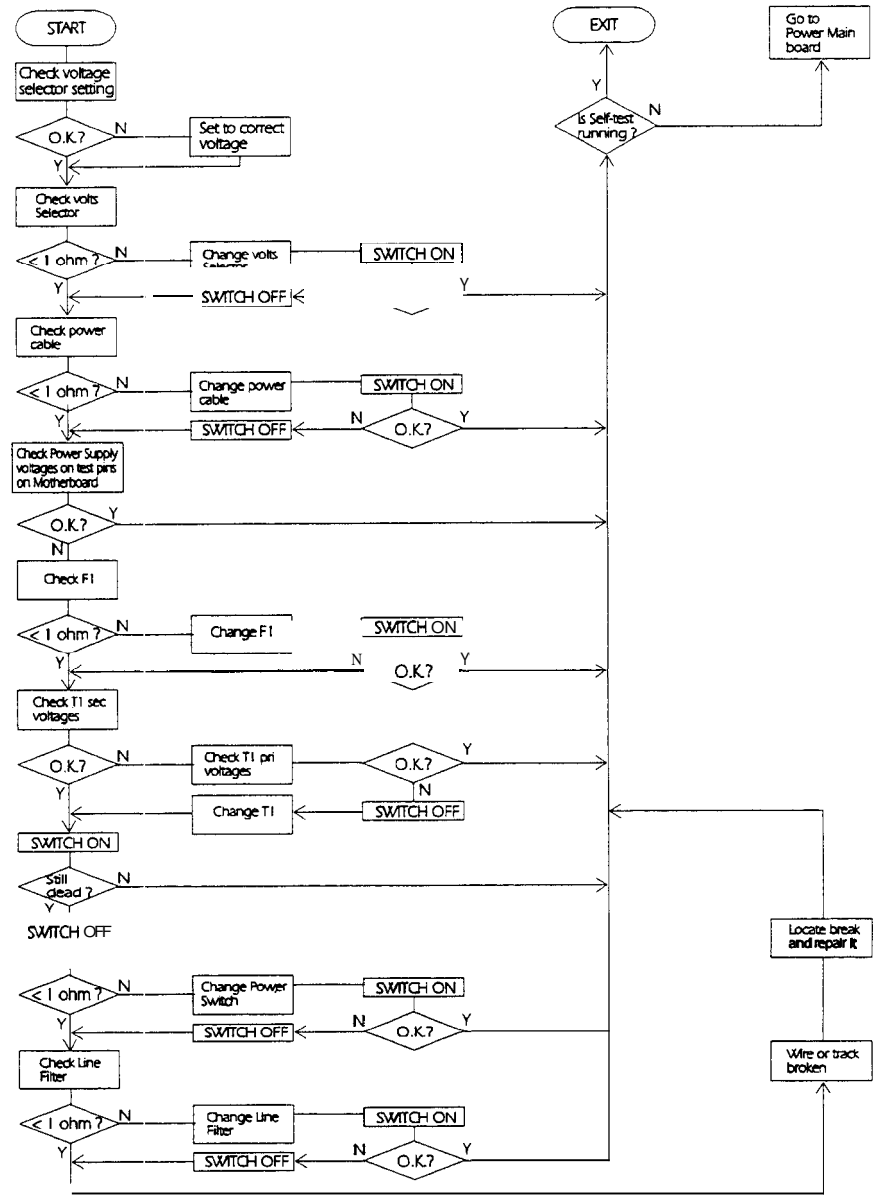 START
EXIT
Go to
Power Main
board
Check voltage
selector setting
Y
N
Is Self-test
running ?
O.K.?
N
Set to correct
voltage
Y
Check volts
Selector
< 1 ohm ?
N
Change volts
Selector
SWITCH ON
Y
SWITCH OFF
Y
Check power
cable
< 1 ohm ?
N
Change power
cable
SWITCH ON
Y
SWITCH OFF
N
O.K.?
Y
Check Power Supply
voltages on test pins
on Motherboard
O.K.?
Y
N
Check F1
< 1 ohm ?
N
Change F1
SWITCH ON
Y
N
O.K.?
Y
Check T1 sec
voltages
O.K.?
N
Check T1 pri
voltages
O.K.?
Y
Y
N
Change T1
SWITCH OFF
SWITCH ON
Still
dead ?
N
Y
SWITCH OFF
Locate break
and repair it
< 1 ohm ?
N
Change Power
Switch
SWITCH ON
Y
SWITCH OFF
N
O.K.?
Y
Check Line
Filter
Wire or track
broken
< 1 ohm ?
N
Change Line
Filter
SWITCH ON
Y
SWITCH OFF
N
O.K.?
Y